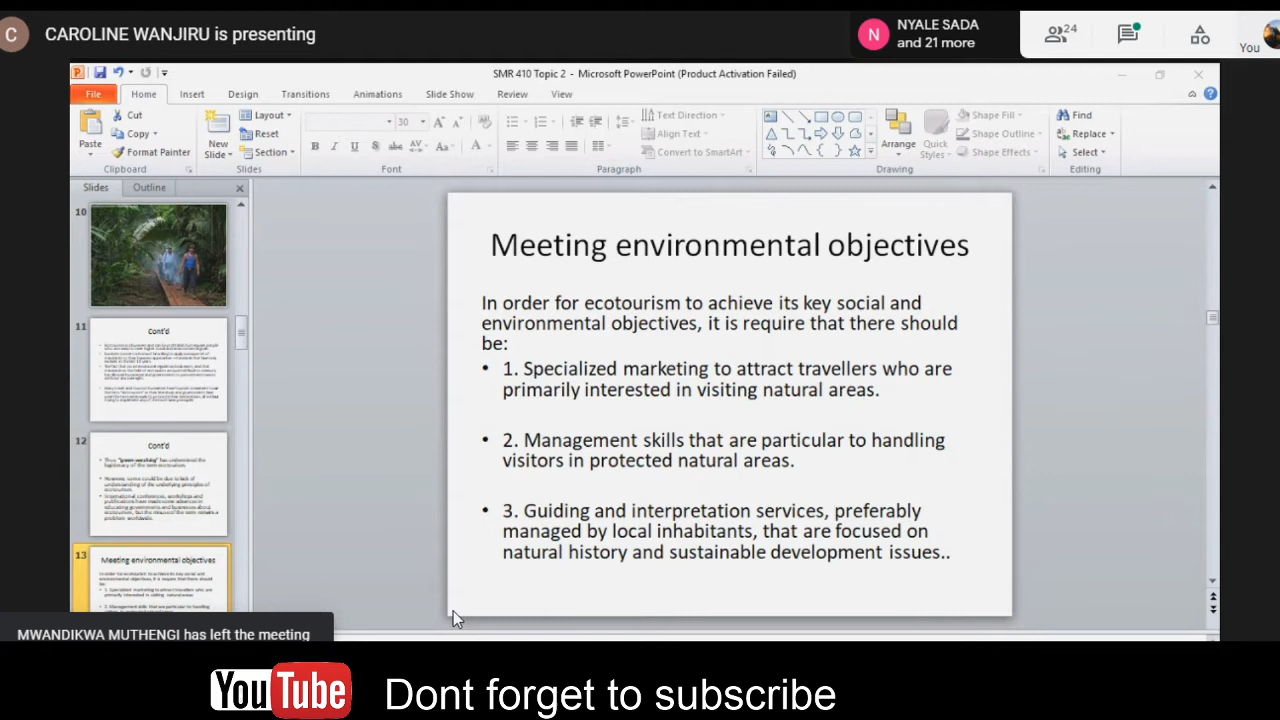 C
CAROLINE WANJIRU is presenting
N
NYALE SADA
and 21 more
24
You
SMR 410 Topic 2 - Microsoft PowerPoint (Product Activation Failed)
File Home Insert Design Transitions Animations Slide Show Review View
Paste
Cut
Copy
Format Painter
Clipboard
New
Slide
Layout
Reset
Section
Slides
30
Font
Text Direction
Align Text
Convert to SmartArt
Paragraph
Arrange
Quick
Styles
Shape Fill
Shape Outline
Shape Effects
Drawing
Find
Replace
Select
Editing
Slides Outline
10
11
Cont'd
12
Cont'd
13
Meeting environmental objectives
Meeting environmental objectives
In order for ecotourism to achieve its key social and
environmental objectives, it is require that there should
be:
• 1. Specialized marketing to attract travellers who are
primarily interested in visiting natural areas.
• 2. Management skills that are particular to handling
visitors in protected natural areas.
• 3. Guiding and interpretation services, preferably
managed by local inhabitants, that are focused on
natural history and sustainable development issues..
MWANDIKWA MUTHENGI has left the meeting
YouTube Dont forget to subscribe